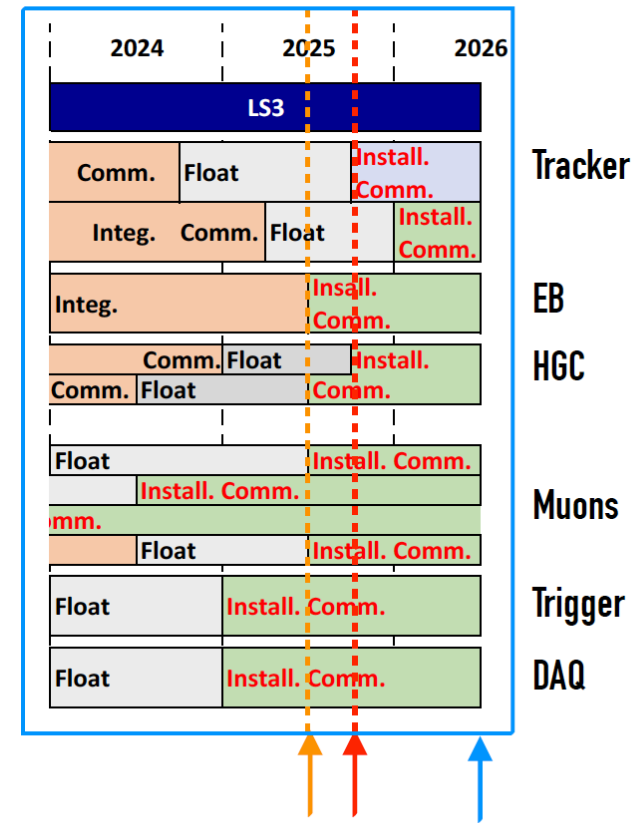 2024 2025 2026
LS3
Comm. Float Install. Comm. Tracker
Integ. Comm. Float Install. Comm.
Integ. Insall. Comm. EB
Comm. Float Install. HGC
Comm. Float Comm.
Float Install. Comm.
Install. Comm. Muons
omm.
Float Install. Comm.
Float Install. Comm. Trigger
Float Install. Comm. DAQ